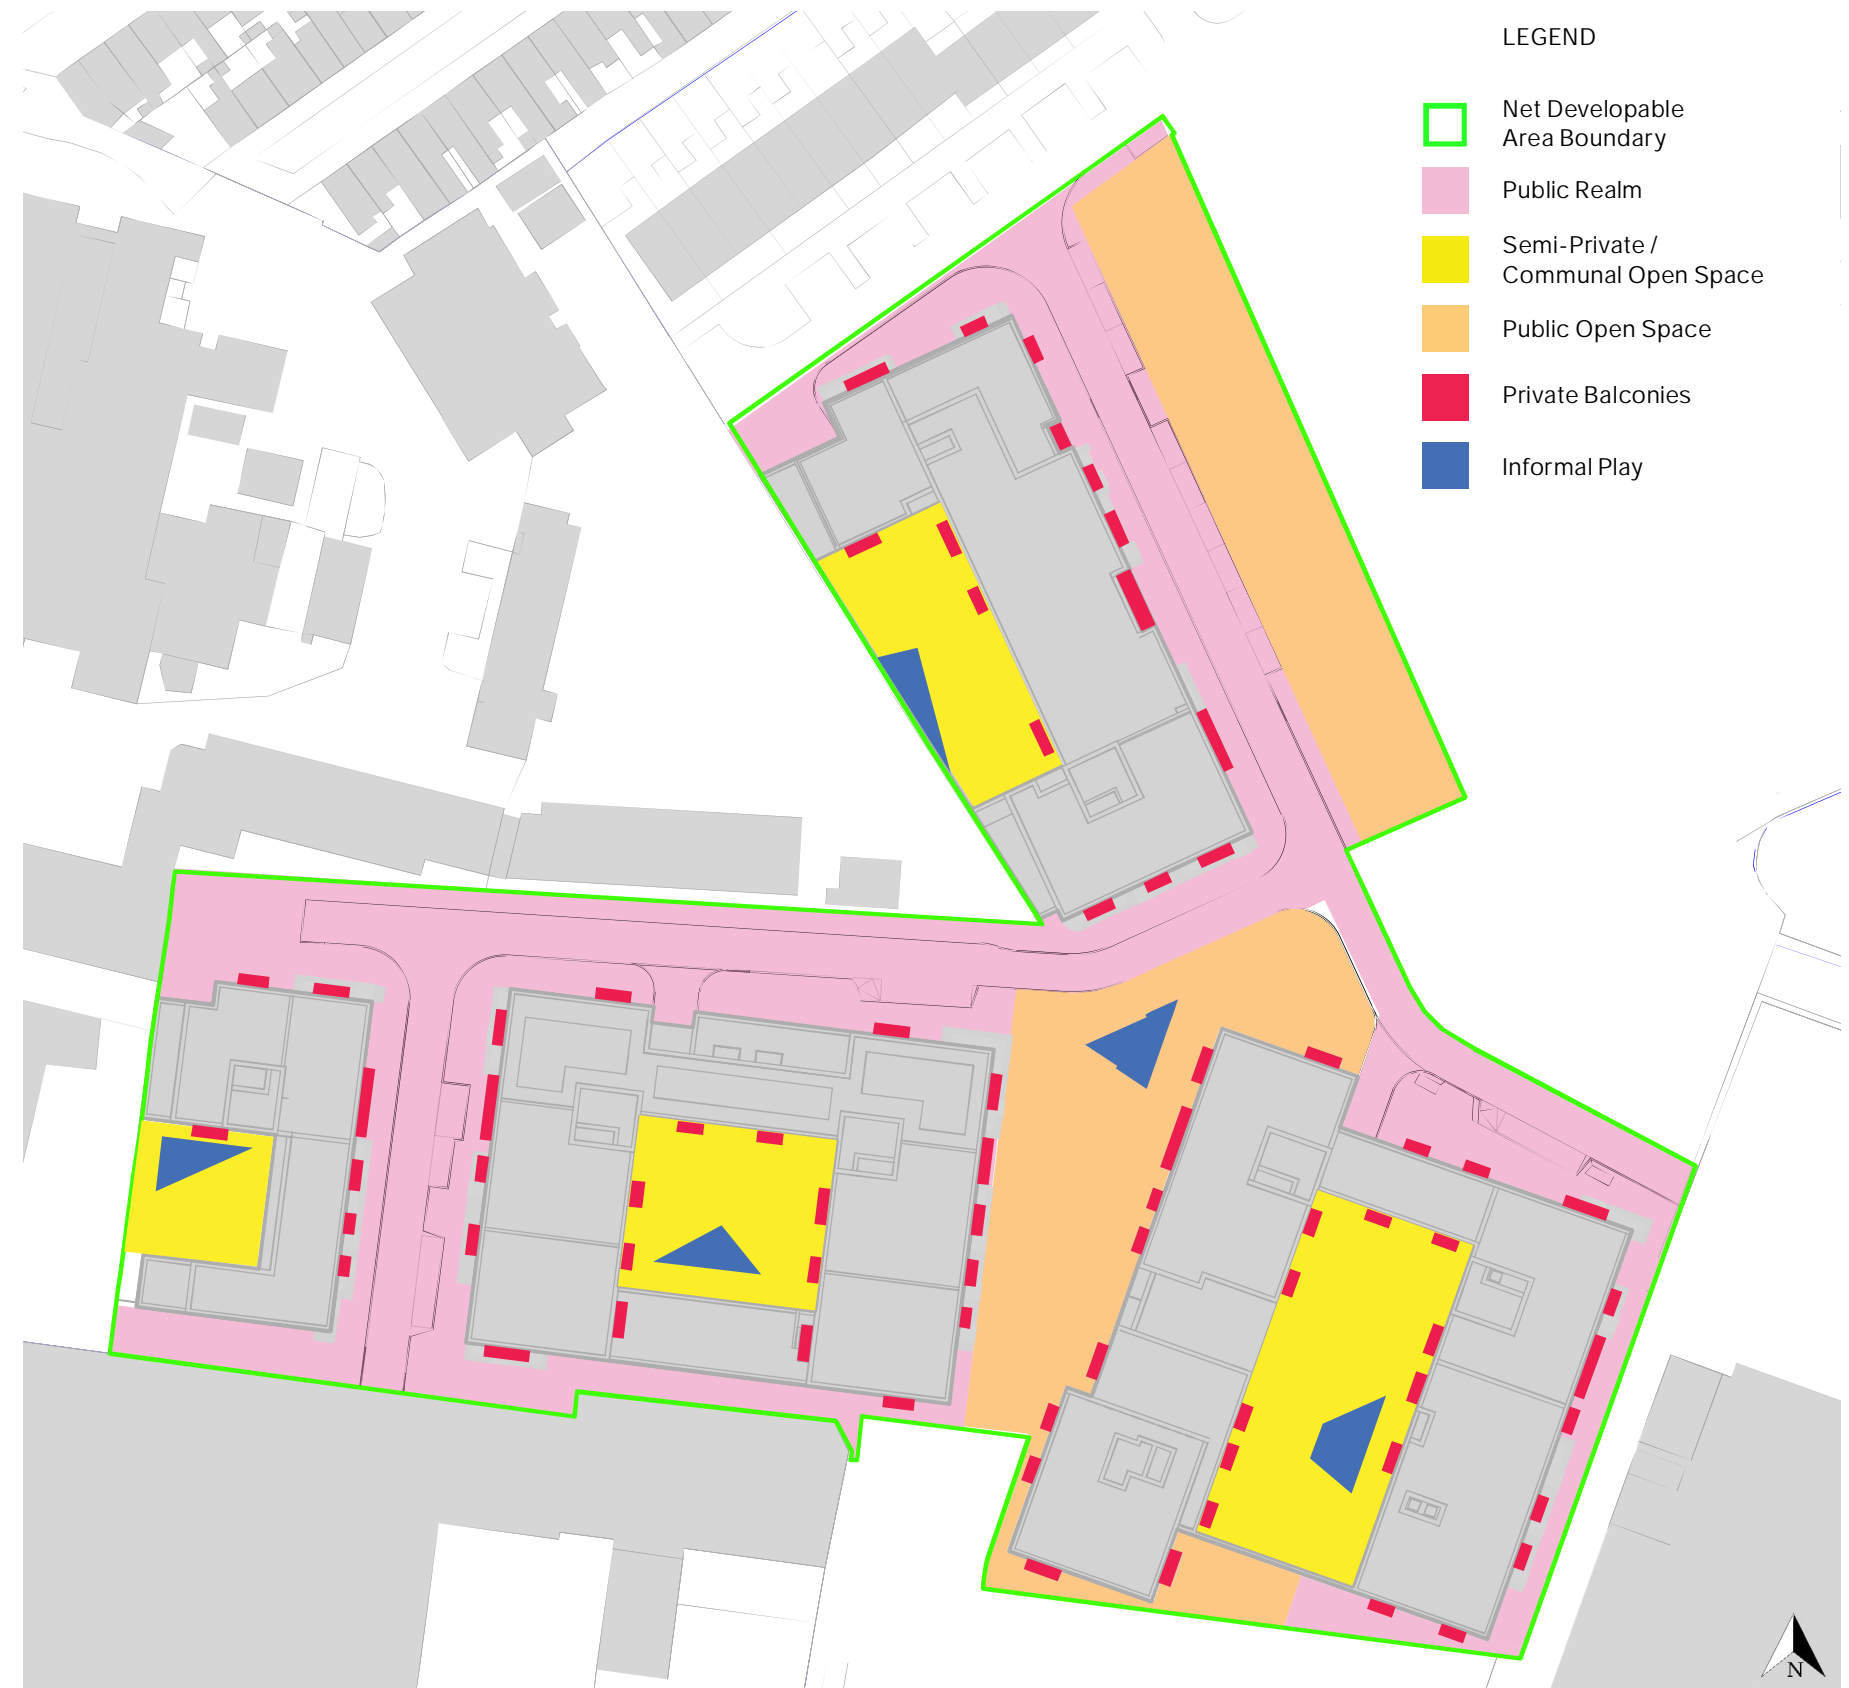 LEGEND
Net Developable
Area Boundary
Public Realm
Semi-Private /
Communal Open Space
Public Open Space
Private Balconies
Informal Play
N